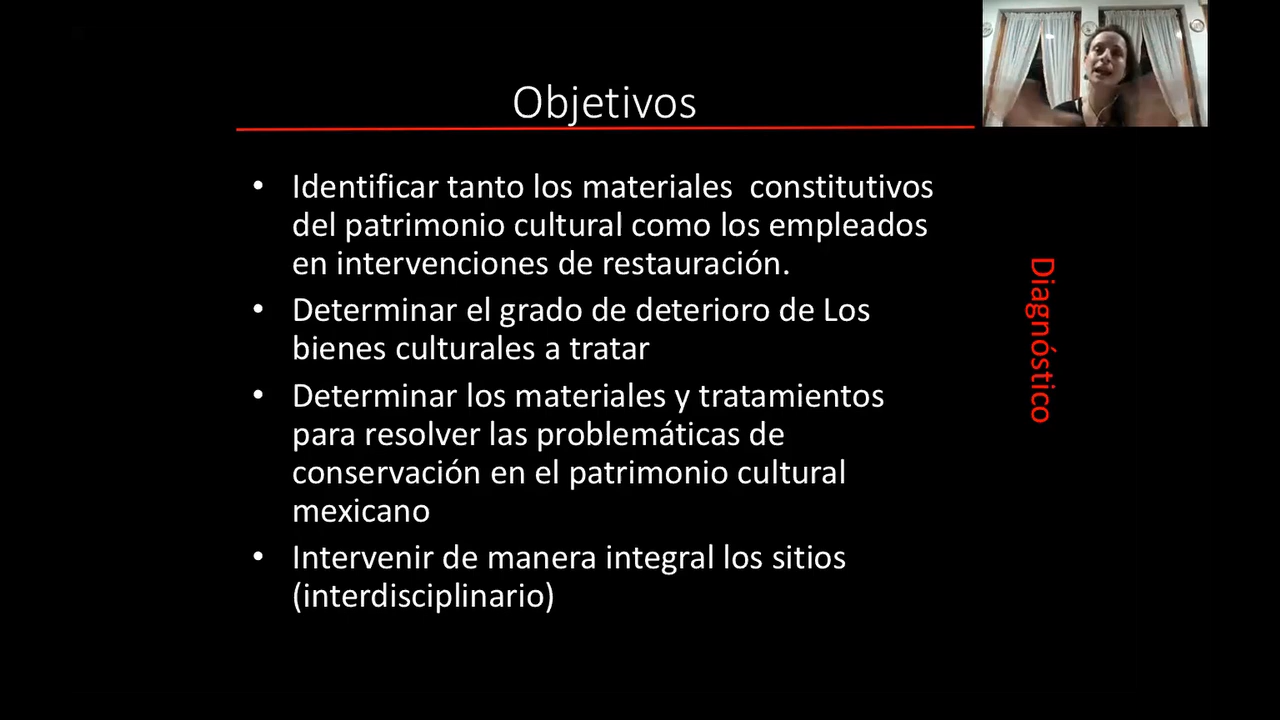 Objetivos
• Identificar tanto los materiales constitutivos
del patrimonio cultural como los empleados
en intervenciones de restauración.
• Determinar el grado de deterioro de Los
bienes culturales a tratar
• Determinar los materiales y tratamientos
para resolver las problemáticas de
conservación en el patrimonio cultural
mexicano
• Intervenir de manera integral los sitios
(interdisciplinario)
Diagnóstico